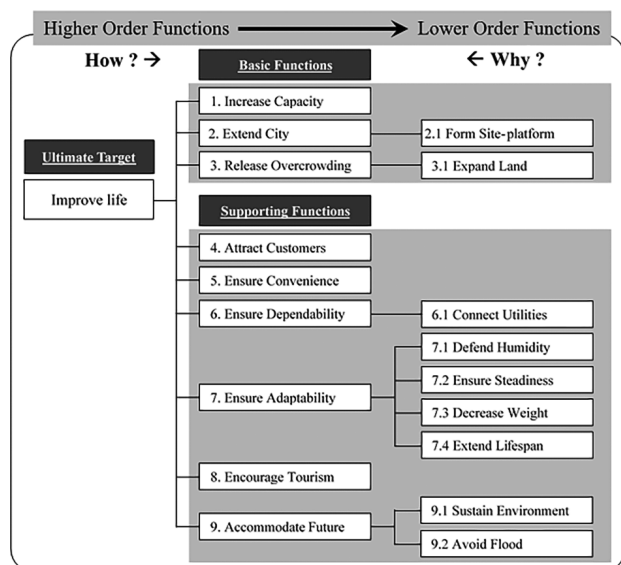 Higher Order Functions
Lower Order Functions
How ? →
← Why ?
Basic Functions
1. Increase Capacity
2. Extend City
2.1 Form Site-platform
Ultimate Target
3. Release Overcrowding
3.1 Expand Land
Improve life
Supporting Functions
4. Attract Customers
5. Ensure Convenience
6. Ensure Dependability
6.1 Connect Utilities
7.1 Defend Humidity
7.2 Ensure Steadiness
7. Ensure Adaptability
7.3 Decrease Weight
7.4 Extend Lifespan
8. Encourage Tourism
9.1 Sustain Environment
9. Accommodate Future
9.2 Avoid Flood